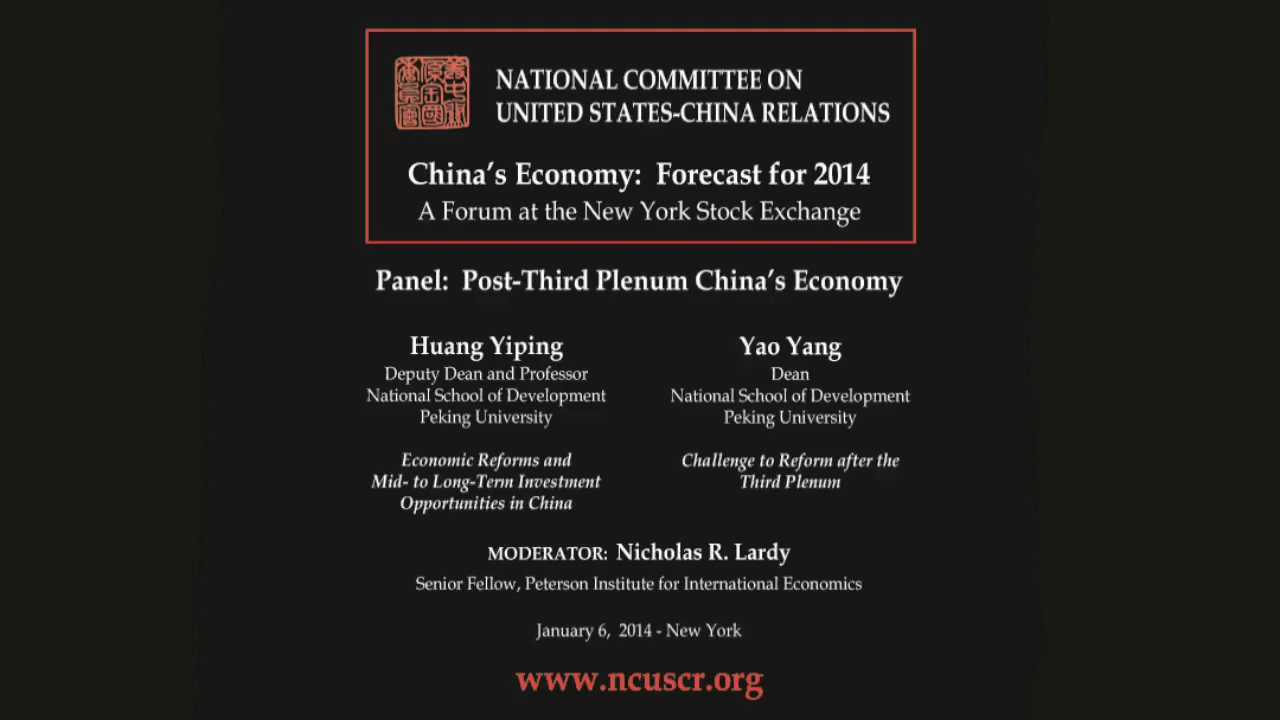 NATIONAL COMMITTEE ON
UNITED STATES-CHINA RELATIONS
China's Economy: Forecast for 2014
A Forum at the New York Stock Exchange
Panel: Post-Third Plenum China's Economy
Huang Yiping
Deputy Dean and Professor
National School of Development
Peking University
Economic Reforms and
Mid- to Long-Term Investment
Opportunities in China
Yao Yang
Dean
National School of Development
Peking University
Challenge to Reform after the
Third Plenum
MODERATOR: Nicholas R. Lardy
Senior Fellow, Peterson Institute for International Economics
January 6, 2014 - New York
www.ncuscr.org